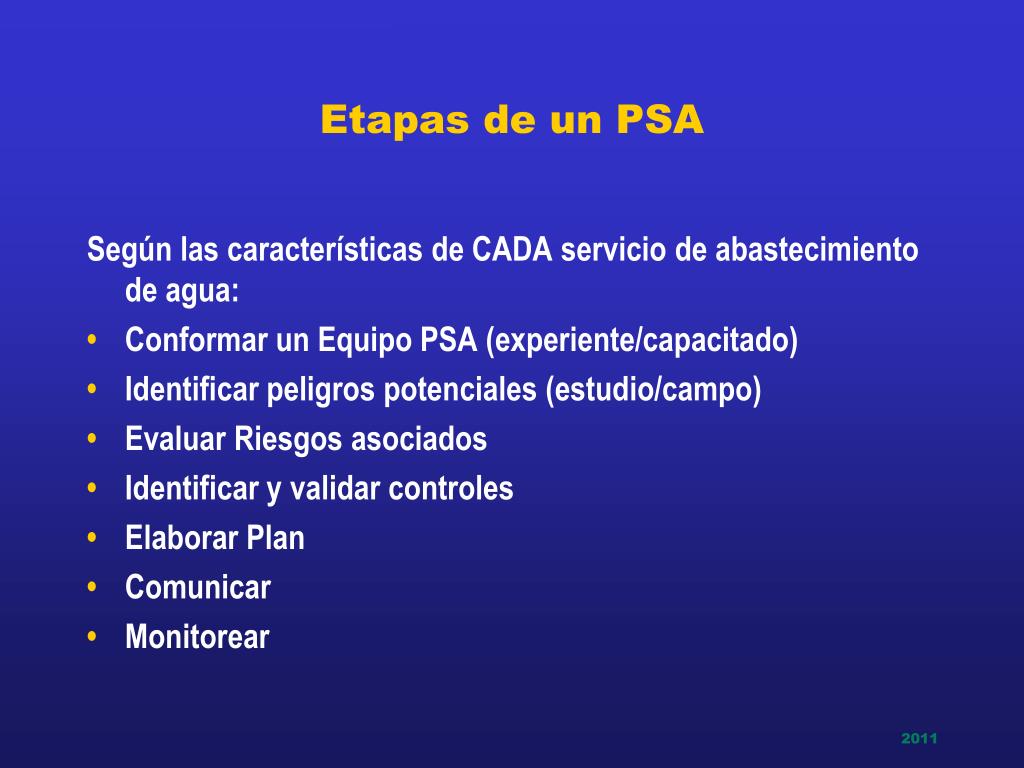 Etapas de un PSA
Según las características de CADA servicio de abastecimiento
de agua:
• Conformar un Equipo PSA (experiente/capacitado)
• Identificar peligros potenciales (estudio/campo)
• Evaluar Riesgos asociados
• Identificar y validar controles
• Elaborar Plan
• Comunicar
• Monitorear
2011